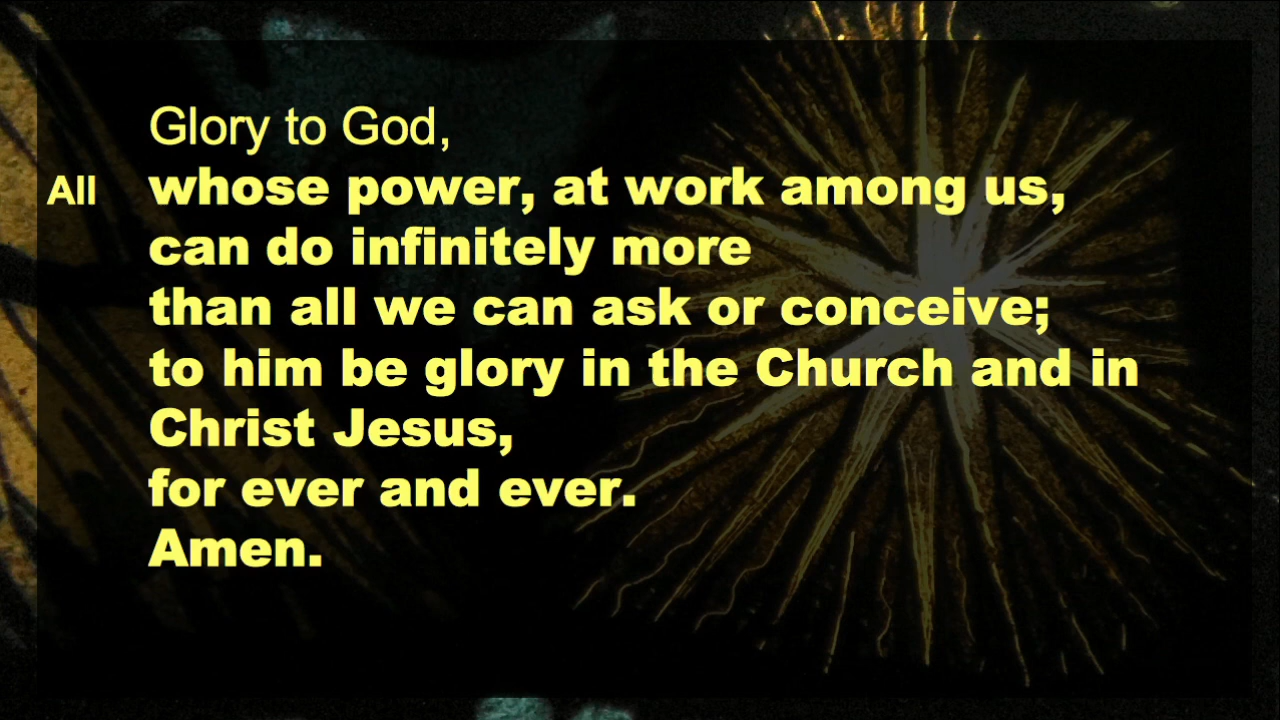 Glory to God,
All whose power, at work among us,
can do infinitely more
than all we can ask or conceive;
to him be glory in the Church and in
Christ Jesus,
for ever and ever.
Amen.